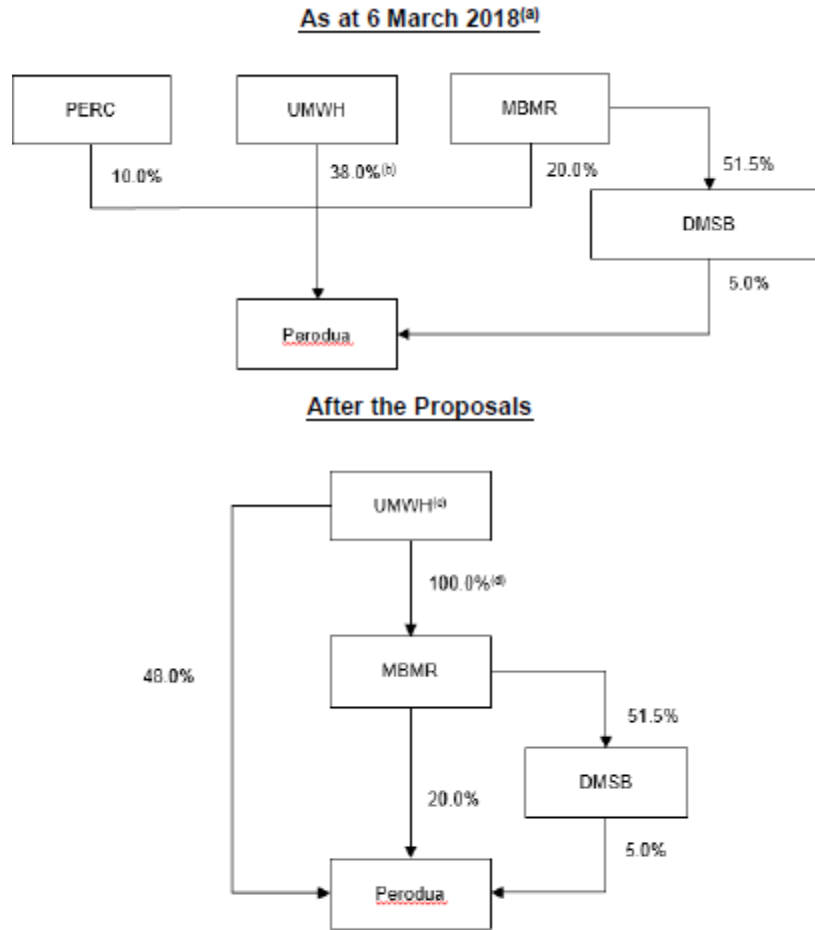 As at 6 March 2018(a)
PERC
UMWH
MBMR
10.0%
38.0%(b)
20.0%
51.5%
DMSB
5.0%
Perodua
After the Proposals
UMWH(c)
100.0%(d)
MBMR
48.0%
51.5%
DMSB
20.0%
5.0%
Perodua